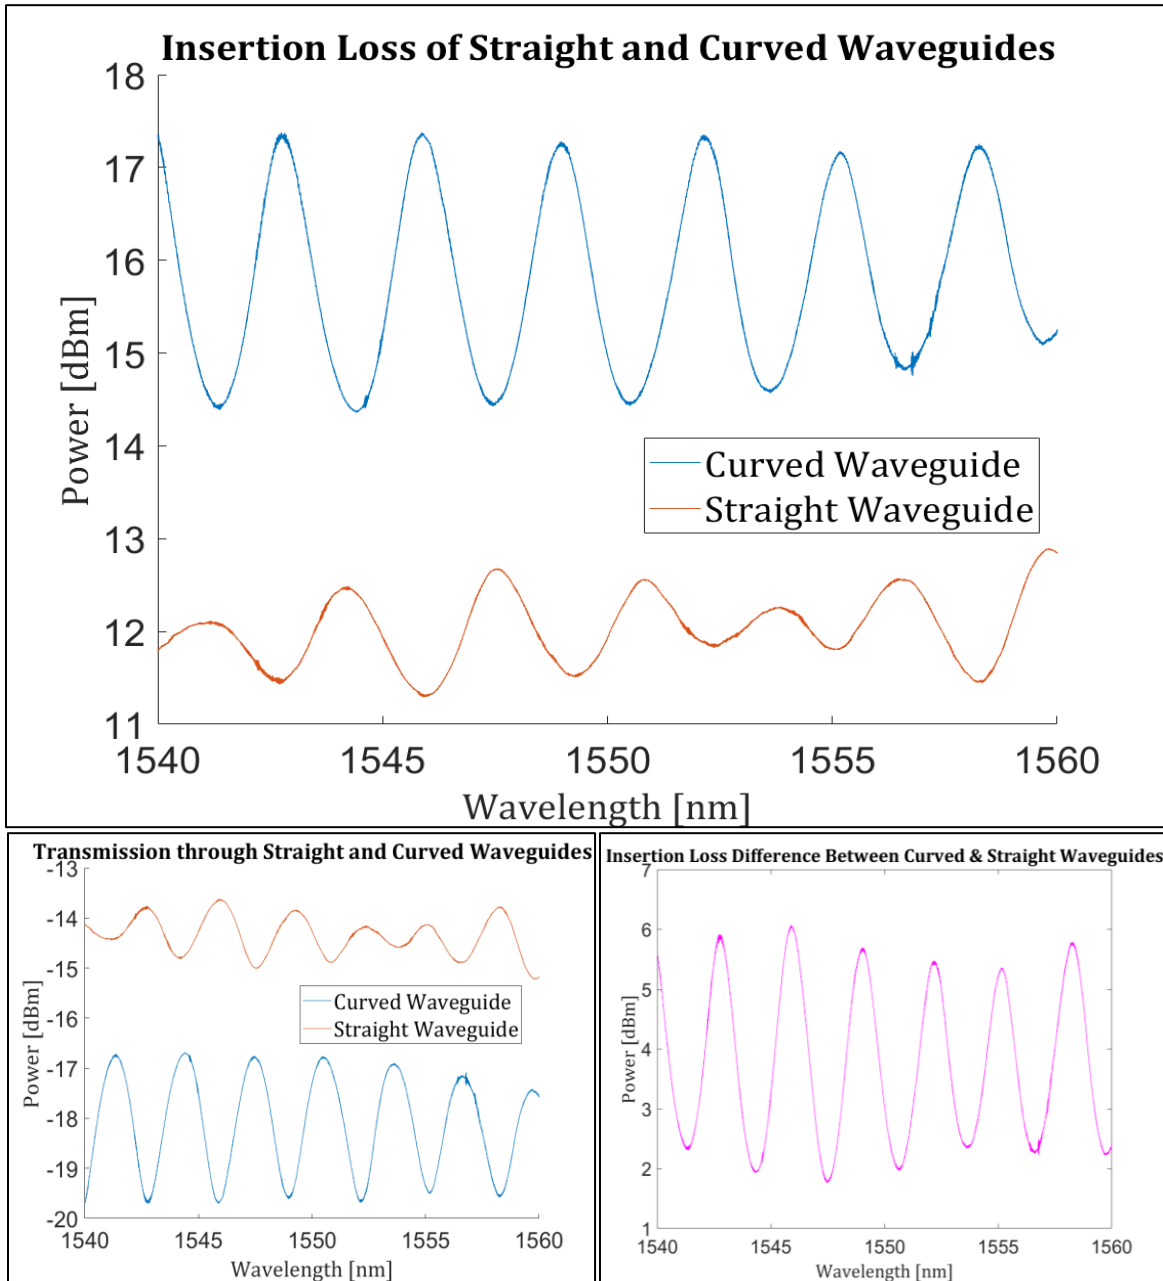 Insertion Loss of Straight and Curved Waveguides
18
17
16
15
14
13
12
11
Power [dBm]
Curved Waveguide
Straight Waveguide
1540 1545 1550 1555 1560
Wavelength [nm]
Transmission through Straight and Curved Waveguides
-13
-14
-15
-16
-17
-18
-19
-20
Power [dBm]
Curved Waveguide
Straight Waveguide
1540 1545 1550 1555 1560
Wavelength [nm]
Insertion Loss Difference Between Curved & Straight Waveguides
7
6
5
4
3
2
1
Power [dBm]
1540 1545 1550 1555 1560
Wavelength [nm]